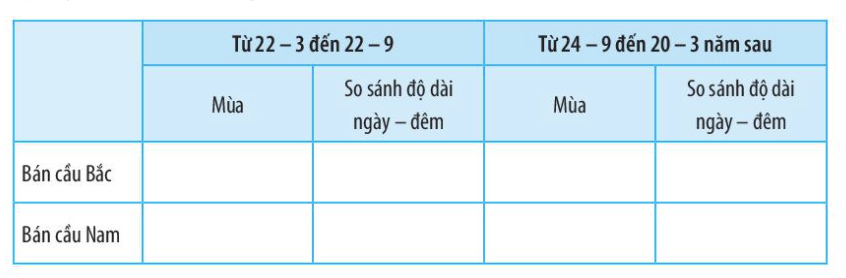 Từ 22 – 3 đến 22 – 9
Từ 24 – 9 đến 20 – 3 năm sau
Mùa
So sánh độ dài
ngày – đêm
Mùa
So sánh độ dài
ngày – đêm
Bán cầu Bắc
Bán cầu Nam